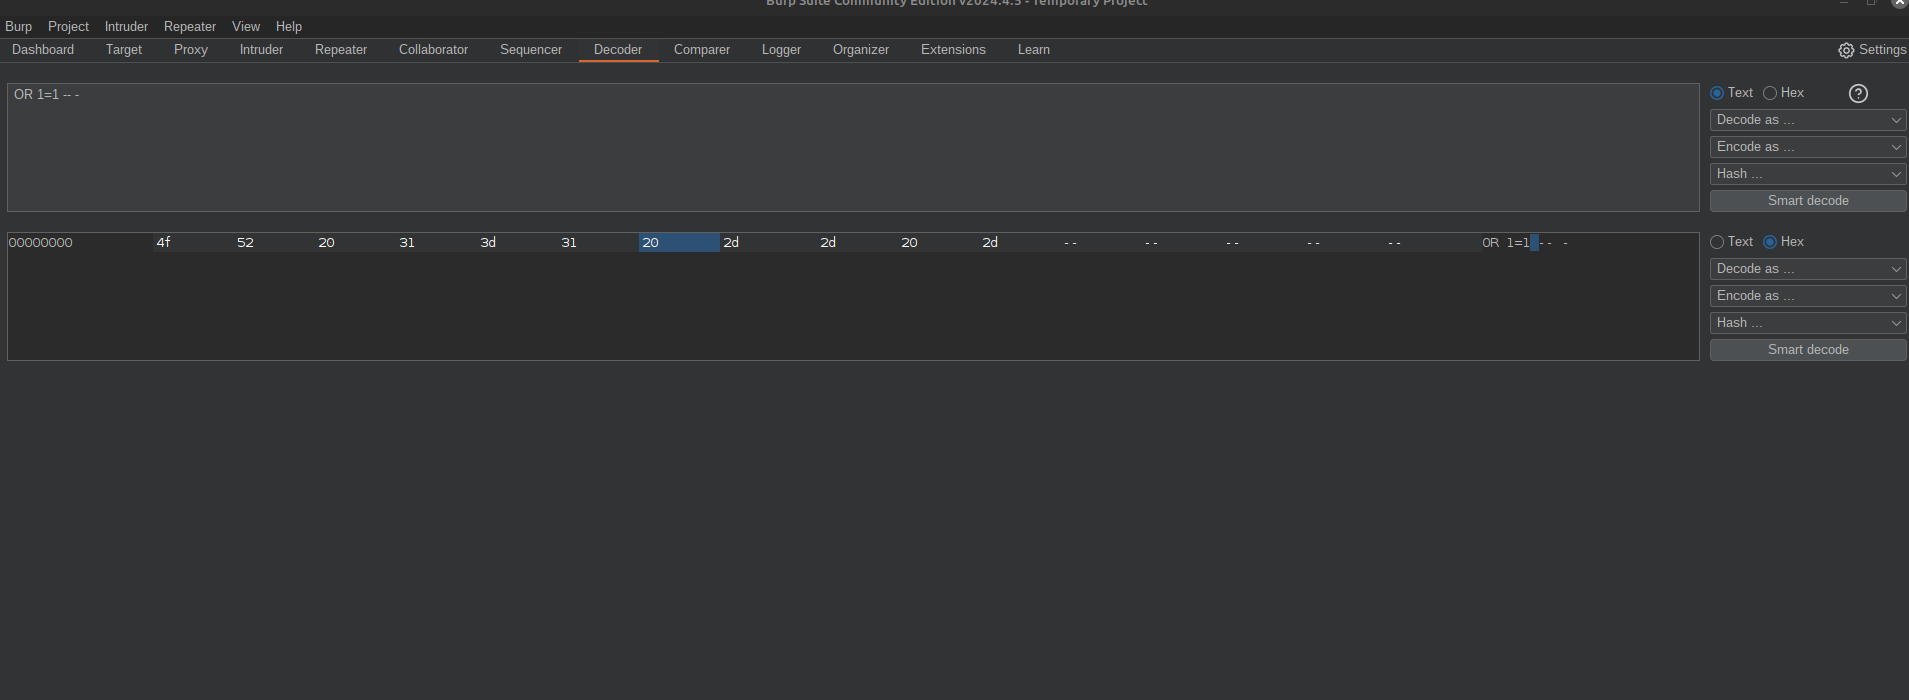 Burp Suite Community Edition v2024.4.5 - Temporary Project
Burp Project Intruder Repeater View Help
Dashboard Target Proxy Intruder Repeater Collaborator Sequencer Decoder Comparer Logger Organizer Extensions Learn Settings
OR 1=1 -- -
Text Hex ?
Decode as ...
Encode as ...
Hash ...
Smart decode
00000000 4f 52 20 31 3d 31 20 2d 2d 20 2d -- -- -- -- -- OR 1=1 -- -
Text Hex
Decode as ...
Encode as ...
Hash ...
Smart decode